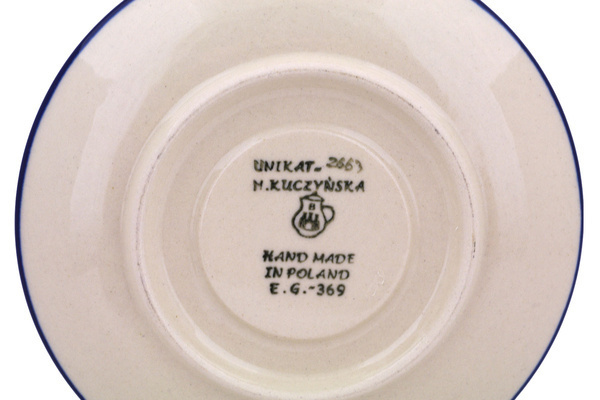 UNIKAT-2663
M.KUCZYŃSKA
B
HAND MADE
IN POLAND
E.G.-369